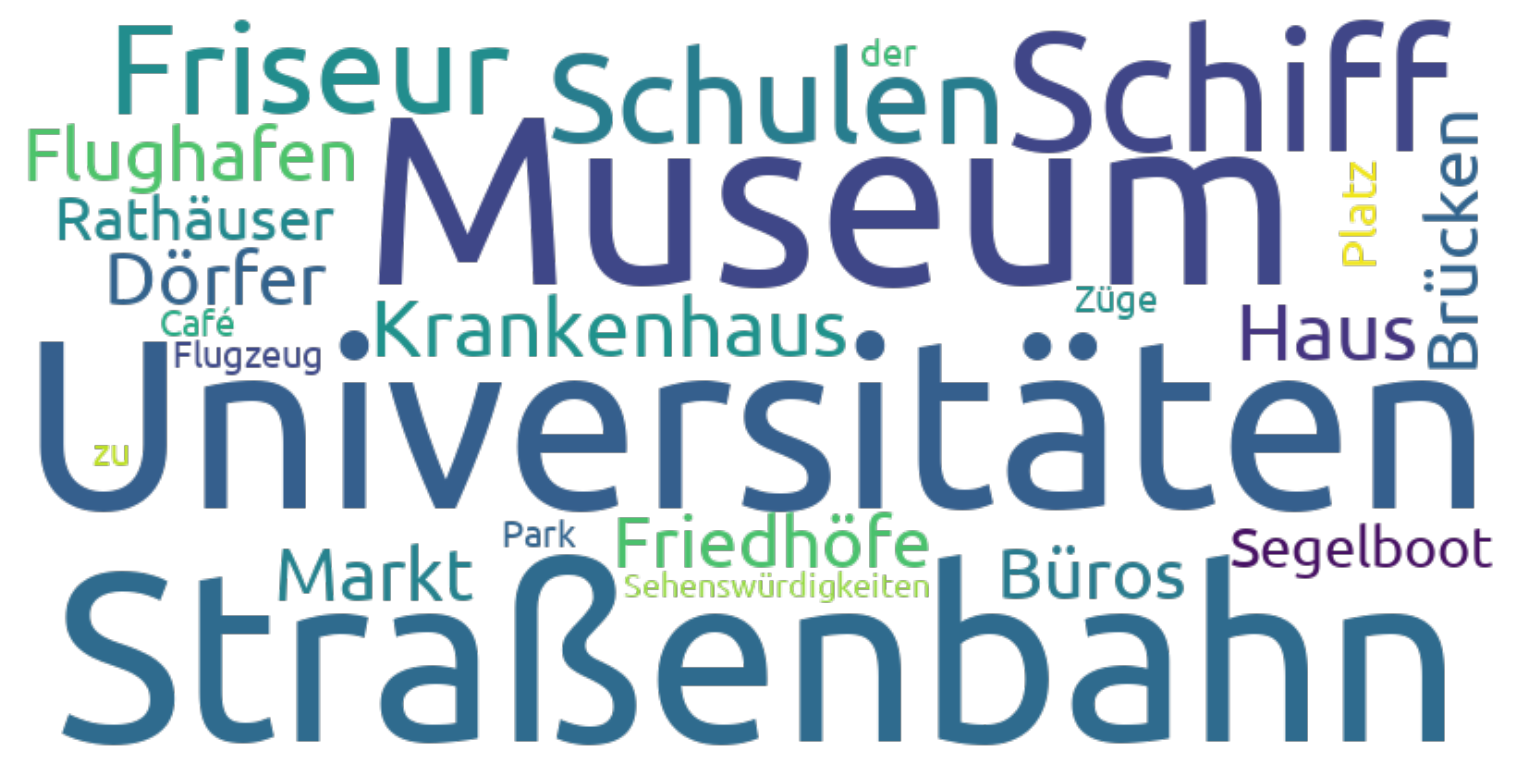 Friseur
Schulen
der
Schiff
Flughafen
Museum
Platz
Brücken
Rathäuser
Dörfer
Café
Krankenhaus
Züge
Haus
Flugzeug
Universitäten
zu
Park
Friedhöfe
Segelboot
Markt
Sehenswürdigkeiten
Büros
Straßenbahn